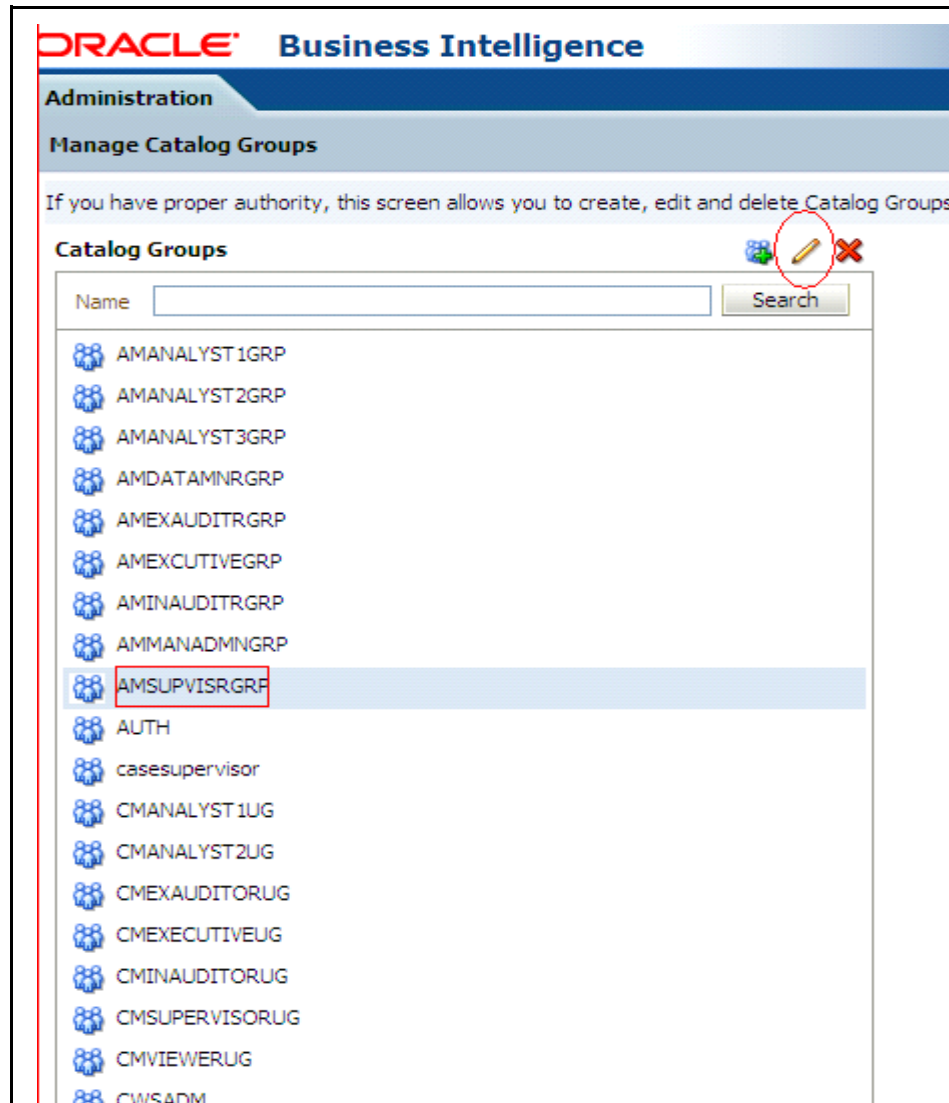 ORACLE Business Intelligence
Administration
Manage Catalog Groups
If you have proper authority, this screen allows you to create, edit and delete Catalog Groups
Catalog Groups
Name Search
AMANALYST1GRP
AMANALYST2GRP
AMANALYST3GRP
AMDATAMNRGRP
AMEXAUDITRGRP
AMEXCUTIVEGRP
AMINAUDITRGRP
AMMANADMNGRP
AMSUPVISRGRP
AUTH
casesupervisor
CMANALYST1UG
CMANALYST2UG
CMEXAUDITORUG
CMEXECUTIVEUG
CMINAUDITORUG
CMSUPERVISORUG
CMVIEWERUG
CWSADM